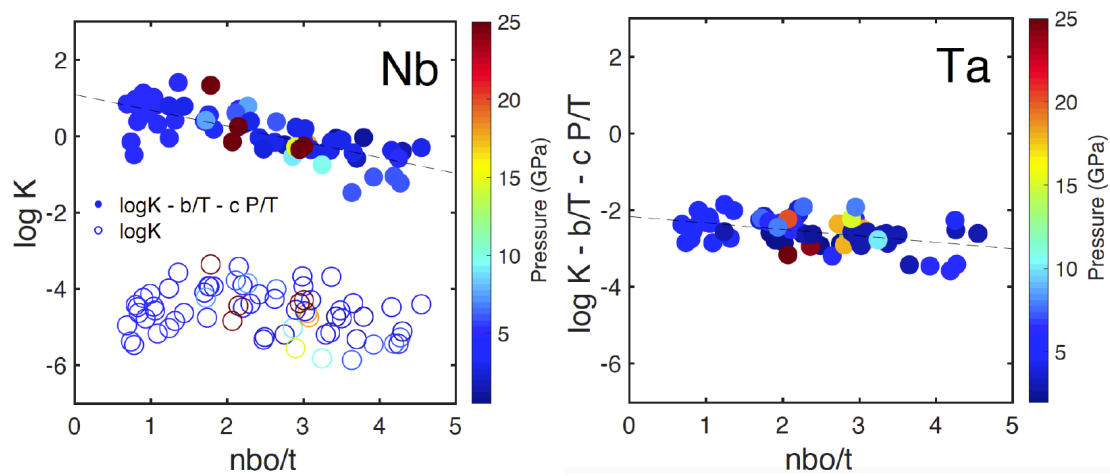 Nb
2
0
-2
-4
-6
log K
logK - b/T - c P/T
logK
0 1 2 3 4 5
nbo/t
25
20
15
10
5
Pressure (GPa)
Ta
2
0
-2
-4
-6
log K - b/T - c P/T
0 1 2 3 4 5
nbo/t
25
20
15
10
5
Pressure (GPa)